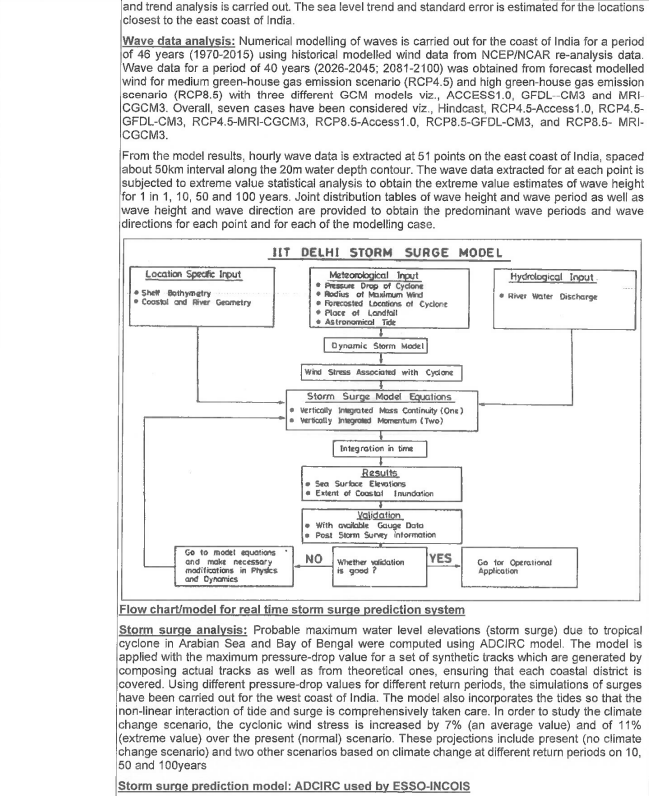 and trend analysis is carried out. The sea level trend and standard error is estimated for the locations
closest to the east coast of India.
Wave data analysis: Numerical modelling of waves is carried out for the coast of India for a period
of 46 years (1970-2015) using historical modelled wind data from NCEP/NCAR re-analysis data.
Wave data for a period of 40 years (2026-2045; 2081-2100) was obtained from forecast modelled
wind for medium green-house gas emission scenario (RCP4.5) and high green-house gas emission
scenario (RCP8.5) with three different GCM models viz., ACCESS1.0, GFDL–CM3 and MRI-
CGCM3. Overall, seven cases have been considered viz., Hindcast, RCP4.5-Access1.0, RCP4.5-
GFDL-CM3, RCP4.5-MRI-CGCM3, RCP8.5-Access1.0, RCP8.5-GFDL-CM3, and RCP8.5- MRI-
CGCM3.
From the model results, hourly wave data is extracted at 51 points on the east coast of India, spaced
about 50km interval along the 20m water depth contour. The wave data extracted for at each point is
subjected to extreme value statistical analysis to obtain the extreme value estimates of wave height
for 1 in 1, 10, 50 and 100 years. Joint distribution tables of wave height and wave period as well as
wave height and wave direction are provided to obtain the predominant wave periods and wave
directions for each point and for each of the modelling case.
IIT DELHI STORM SURGE MODEL
Location Specific Input
• Shelf Bathymetry
• Coastal and River Geometry
Meteorological Input
• Pressure Drop of Cyclone
• Radius of Maximum Wind
• Forecasted Locations of Cyclone
• Place of Landfall
• Astronomical Tide
Hydrological Input
• River Water Discharge
Dynamic Storm Model
Wind Stress Associated with Cyclone
Storm Surge Model Equations
• Vertically Integrated Mass Continuity (One)
• Vertically Integrated Momentum (Two)
Integration in time
Results
• Sea Surface Elevations
• Extent of Coastal Inundation
Validation
• With available Gauge Data
• Post Storm Survey information
Go to model equations
and make necessary
modifications in Physics
and Dynamics
NO
Whether validation
is good ?
YES
Go for Operational
Application
Flow chart/model for real time storm surge prediction system
Storm surge analysis: Probable maximum water level elevations (storm surge) due to tropical
cyclone in Arabian Sea and Bay of Bengal were computed using ADCIRC model. The model is
applied with the maximum pressure-drop value for a set of synthetic tracks which are generated by
composing actual tracks as well as from theoretical ones, ensuring that each coastal district is
covered. Using different pressure-drop values for different return periods, the simulations of surges
have been carried out for the west coast of India. The model also incorporates the tides so that the
non-linear interaction of tide and surge is comprehensively taken care. In order to study the climate
change scenario, the cyclonic wind stress is increased by 7% (an average value) and of 11%
(extreme value) over the present (normal) scenario. These projections include present (no climate
change scenario) and two other scenarios based on climate change at different return periods on 10,
50 and 100years
Storm surge prediction model: ADCIRC used by ESSO-INCOIS